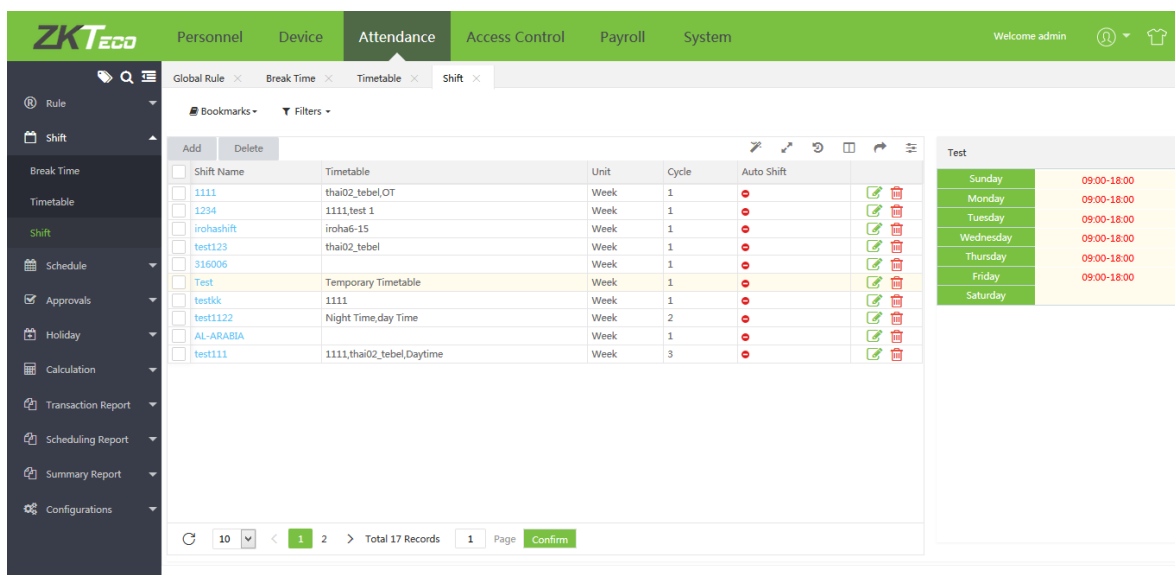 ZKTeco
Personnel Device Attendance Access Control Payroll System Welcome admin
Global Rule Break Time Timetable Shift
Rule
Bookmarks Filters
Shift
Add Delete
Test
Shift Name Timetable Unit Cycle Auto Shift
Break Time
Timetable
Shift
Schedule
Approvals
Holiday
Calculation
Transaction Report
Scheduling Report
Summary Report
Configurations
1111 thai02_tebel,OT Week 1
1234 1111,test 1 Week 1
irohashift iroha6-15 Week 1
test123 thai02_tebel Week 1
316006 Week 1
Test Temporary Timetable Week 1
testkk 1111 Week 1
test1122 Night Time,day Time Week 2
AL-ARABIA Week 1
test111 1111,thai02_tebel,Daytime Week 3
Sunday 09:00-18:00
Monday 09:00-18:00
Tuesday 09:00-18:00
Wednesday 09:00-18:00
Thursday 09:00-18:00
Friday 09:00-18:00
Saturday
10 < 1 2 > Total 17 Records 1 Page Confirm